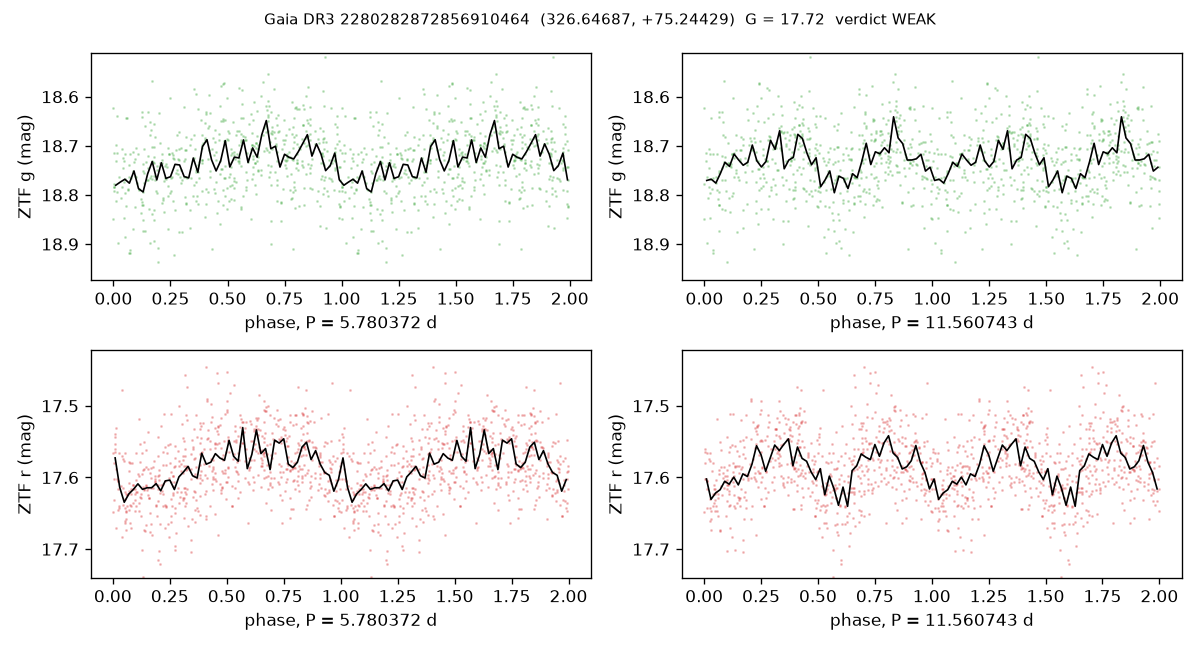 Gaia DR3 2280282872856910464  (326.64687, +75.24429)  G = 17.72  verdict WEAK
ZTF g (mag)
18.6
18.7
18.8
18.9
0.00 0.25 0.50 0.75 1.00 1.25 1.50 1.75 2.00
phase, P = 5.780372 d
ZTF g (mag)
18.6
18.7
18.8
18.9
0.00 0.25 0.50 0.75 1.00 1.25 1.50 1.75 2.00
phase, P = 11.560743 d
ZTF r (mag)
17.5
17.6
17.7
0.00 0.25 0.50 0.75 1.00 1.25 1.50 1.75 2.00
phase, P = 5.780372 d
ZTF r (mag)
17.5
17.6
17.7
0.00 0.25 0.50 0.75 1.00 1.25 1.50 1.75 2.00
phase, P = 11.560743 d